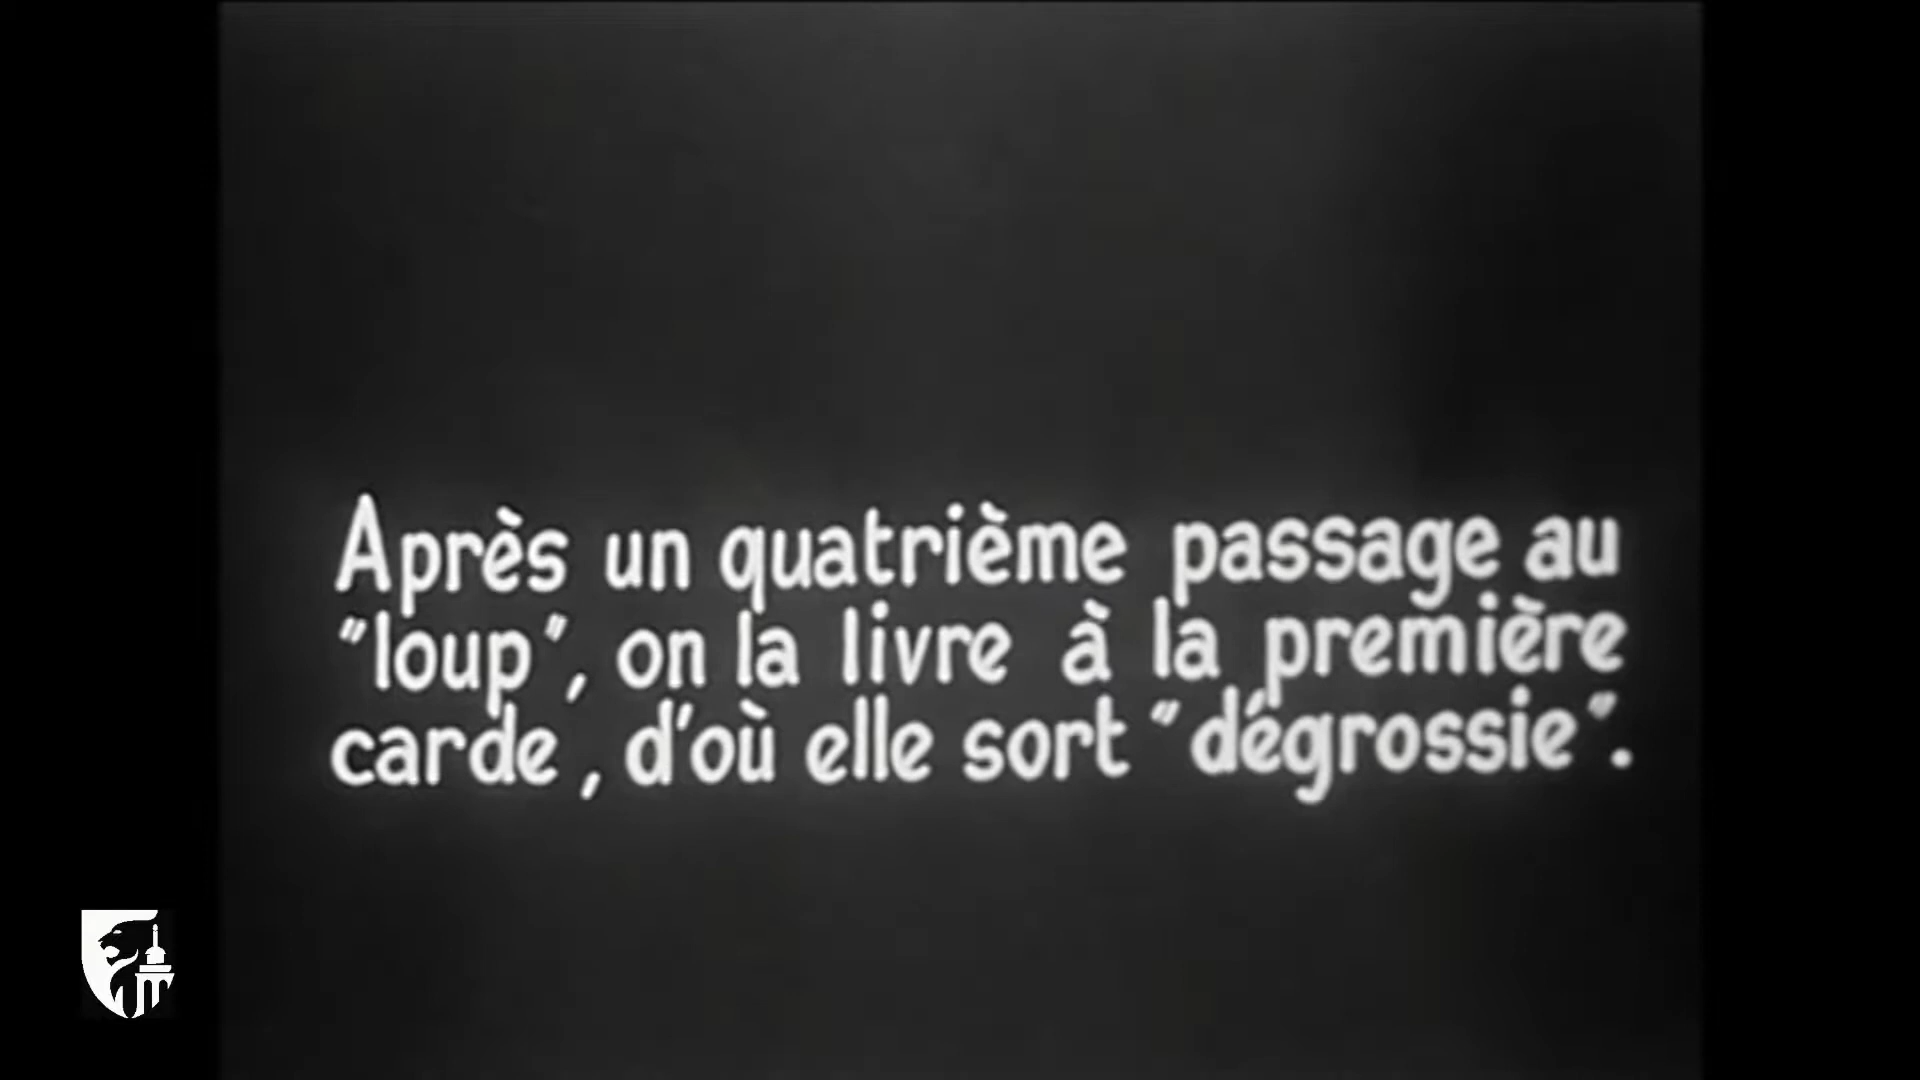 Après un quatrième passage au
"loup", on la livre à la première
carde, d'où elle sort "dégrossie".